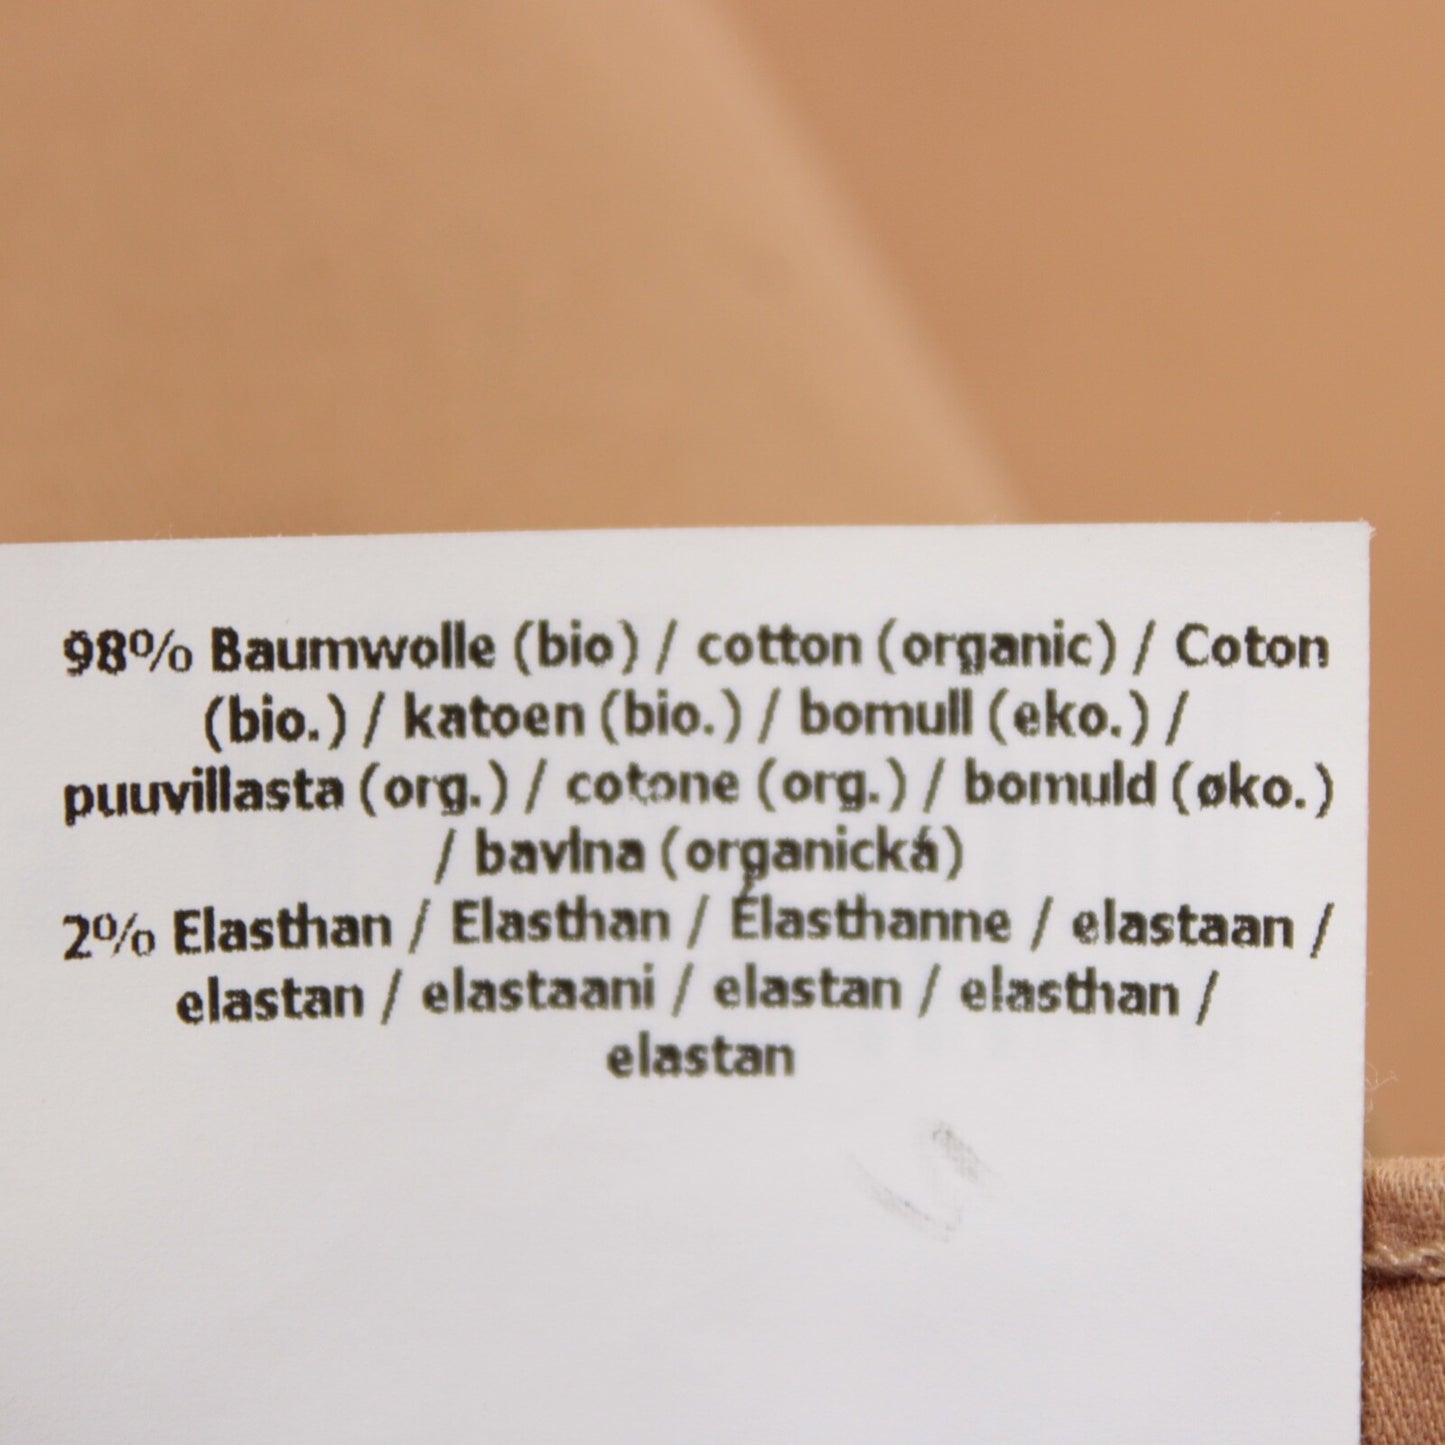 98% Baumwolle (bio) / cotton (organic) / Coton
(bio.) / katoen (bio.) / bomull (eko.) /
puuvillasta (org.) / cotone (org.) / bomuld (øko.)
/ bavlna (organická)
2% Elasthan / Elasthan / Élasthanne / elastaan /
elastan / elastaani / elastan / elasthan /
elastan